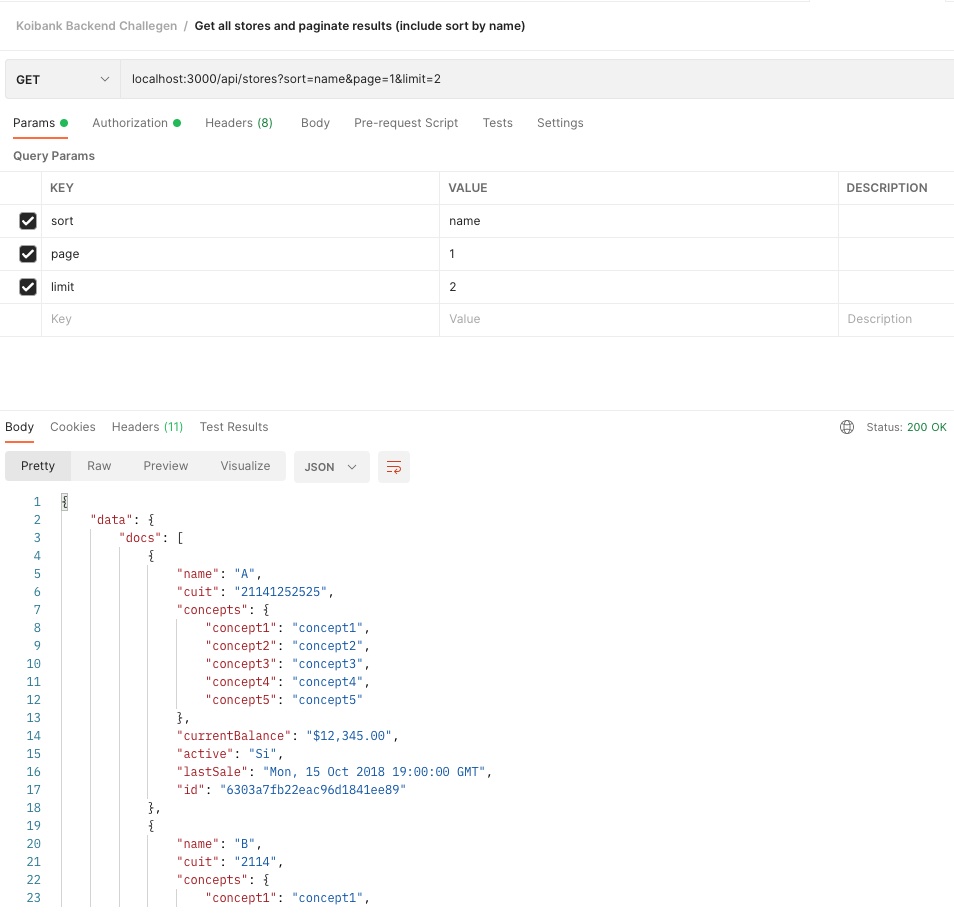 Koibank Backend Challegen / Get all stores and paginate results (include sort by name)
GET localhost:3000/api/stores?sort=name&page=1&limit=2
Params Authorization Headers (8) Body Pre-request Script Tests Settings
Query Params
KEY VALUE DESCRIPTION
sort name
page 1
limit 2
Key Value Description
Body Cookies Headers (11) Test Results Status: 200 OK
Pretty Raw Preview Visualize JSON
1 {
2 "data": {
3 "docs": [
4 {
5 "name": "A",
6 "cuit": "21141252525",
7 "concepts": {
8 "concept1": "concept1",
9 "concept2": "concept2",
10 "concept3": "concept3",
11 "concept4": "concept4",
12 "concept5": "concept5"
13 },
14 "currentBalance": "$12,345.00",
15 "active": "Si",
16 "lastSale": "Mon, 15 Oct 2018 19:00:00 GMT",
17 "id": "6303a7fb22eac96d1841ee89"
18 },
19 {
20 "name": "B",
21 "cuit": "2114",
22 "concepts": {
23 "concept1": "concept1",